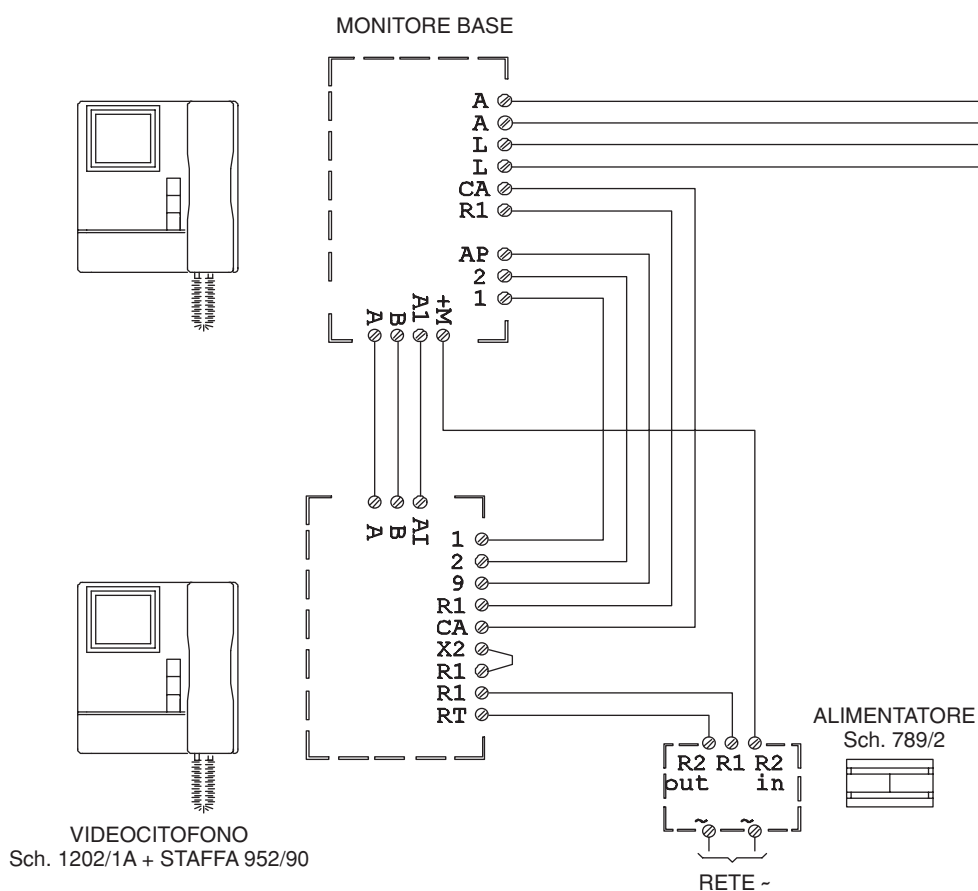 MONITORE BASE
A
A
L
L
CA
R1
AP
2
1
A
B
A1
+M
A
B
AI
1
2
9
R1
CA
X2
R1
R1
RT
ALIMENTATORE
Sch. 789/2
R2 R1 R2
out in
~ ~
VIDEOCITOFONO
Sch. 1202/1A + STAFFA 952/90
RETE ~